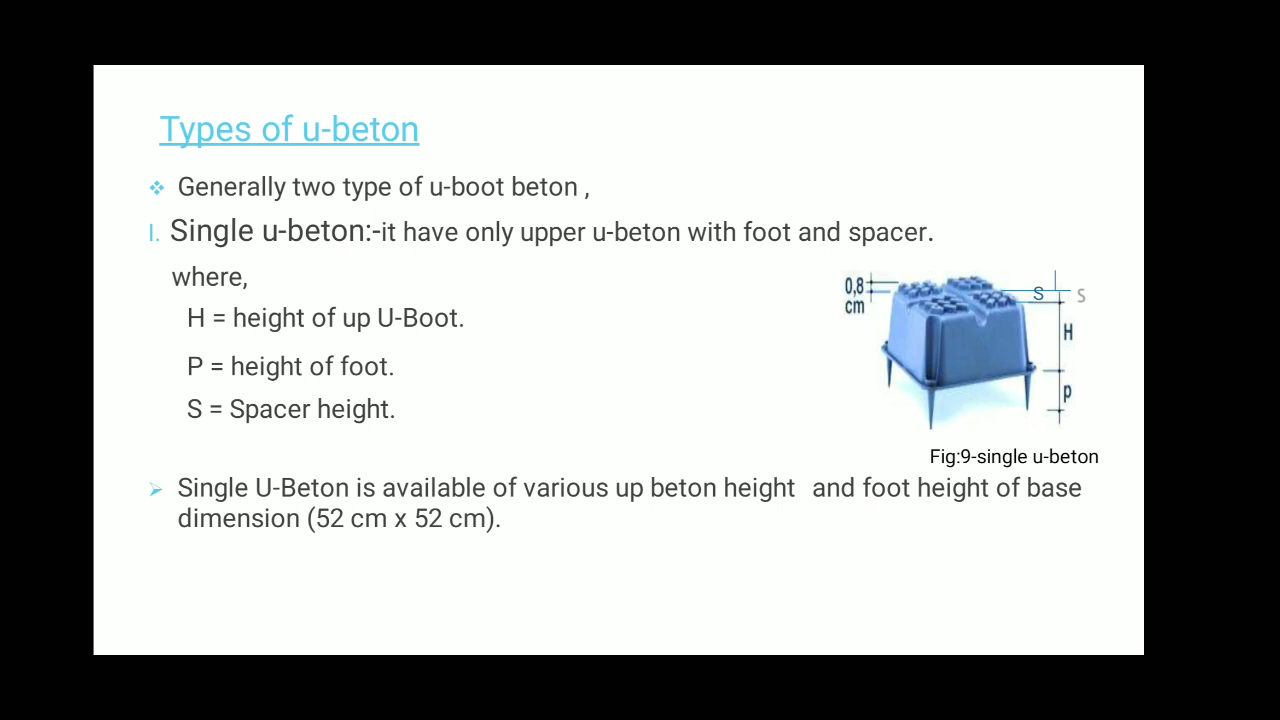 Types of u-beton
❖ Generally two type of u-boot beton ,
I. Single u-beton:-it have only upper u-beton with foot and spacer.
where,
H = height of up U-Boot.
P = height of foot.
S = Spacer height.
0,8 cm
S
S
H
p
Fig:9-single u-beton
➢ Single U-Beton is available of various up beton height and foot height of base
dimension (52 cm x 52 cm).